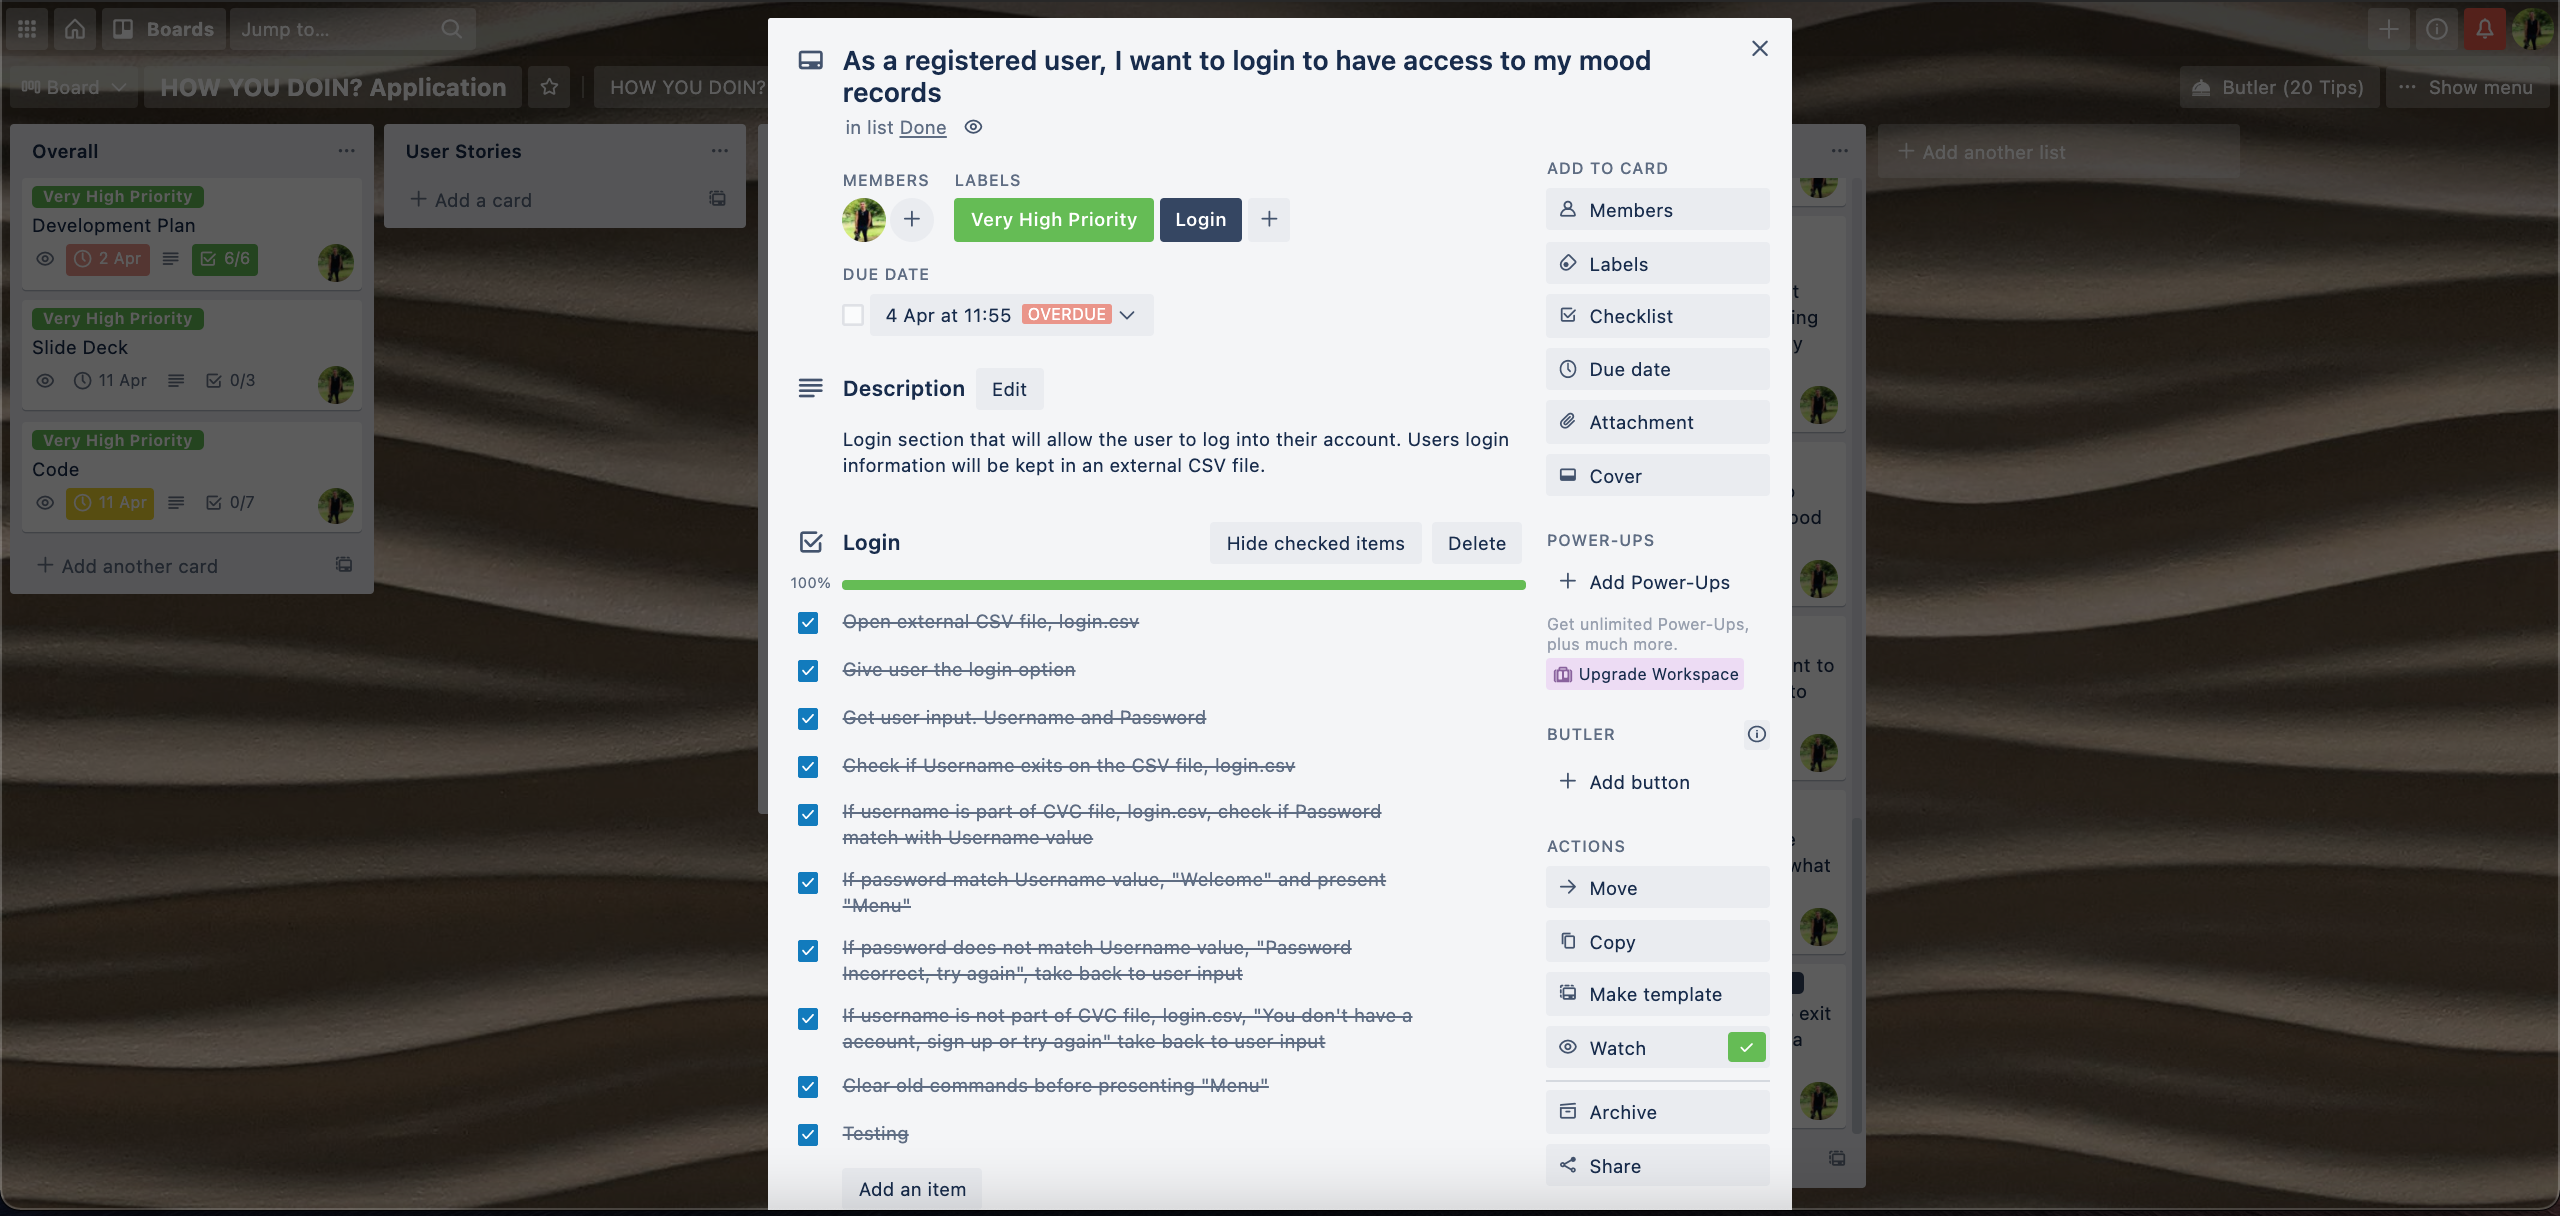 Boards
Jump to...
Board
HOW YOU DOIN? Application
HOW YOU DOIN?
Butler (20 Tips)
Show menu
Overall
Very High Priority
Development Plan
2 Apr
6/6
Very High Priority
Slide Deck
11 Apr
0/3
Very High Priority
Code
11 Apr
0/7
Add another card
User Stories
Add a card
As a registered user, I want to login to have access to my mood
records
in list Done
MEMBERS
LABELS
Very High Priority
Login
DUE DATE
4 Apr at 11:55 OVERDUE
Description
Edit
Login section that will allow the user to log into their account. Users login
information will be kept in an external CSV file.
Login
Hide checked items
Delete
100%
Open external CSV file, login.csv
Give user the login option
Get user input. Username and Password
Check if Username exits on the CSV file, login.csv
If username is part of CVC file, login.csv, check if Password
match with Username value
If password match Username value, "Welcome" and present
"Menu"
If password does not match Username value, "Password
Incorrect, try again", take back to user input
If username is not part of CVC file, login.csv, "You don't have a
account, sign up or try again" take back to user input
Clear old commands before presenting "Menu"
Testing
Add an item
ADD TO CARD
Members
Labels
Checklist
Due date
Attachment
Cover
POWER-UPS
Add Power-Ups
Get unlimited Power-Ups,
plus much more.
Upgrade Workspace
BUTLER
Add button
ACTIONS
Move
Copy
Make template
Watch
Archive
Share
Add another list
what
exit
a